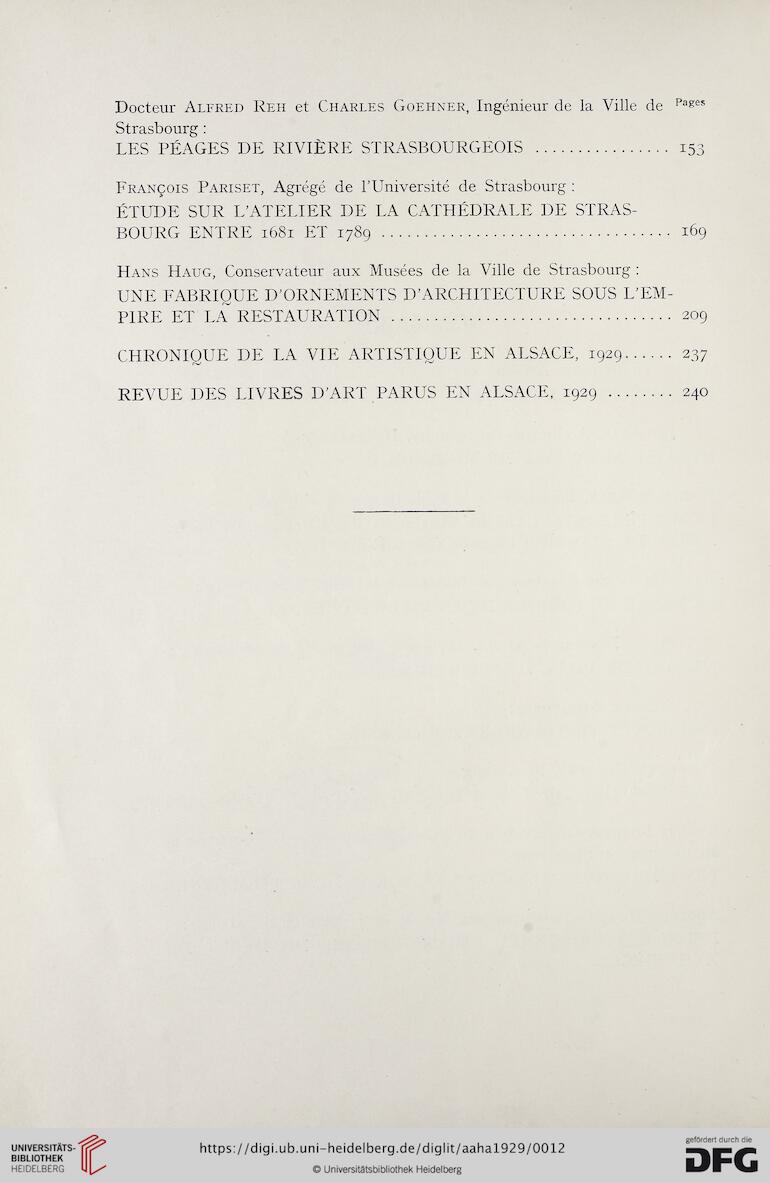 Docteur Alfred Reh et Charles Goehner, Ingénieur de la Ville de Pages
Strasbourg :
LES PÉAGES DE RIVIÈRE STRASBOURGEOIS ................ 153
François Pariset, Agrégé de l'Université de Strasbourg :
ÉTUDE SUR L'ATELIER DE LA CATHÉDRALE DE STRAS-
BOURG ENTRE 1681 ET 1789 .................................. 169
Hans Haug, Conservateur aux Musées de la Ville de Strasbourg :
UNE FABRIQUE D'ORNEMENTS D'ARCHITECTURE SOUS L'EM-
PIRE ET LA RESTAURATION ................................. 209
CHRONIQUE DE LA VIE ARTISTIQUE EN ALSACE, 1929...... 237
REVUE DES LIVRES D'ART PARUS EN ALSACE, 1929 ........ 240
UNIVERSITÄTS-
BIBLIOTHEK
HEIDELBERG
https://digi.ub.uni-heidelberg.de/diglit/aaha1929/0012
© Universitätsbibliothek Heidelberg
gefördert durch die
DFG